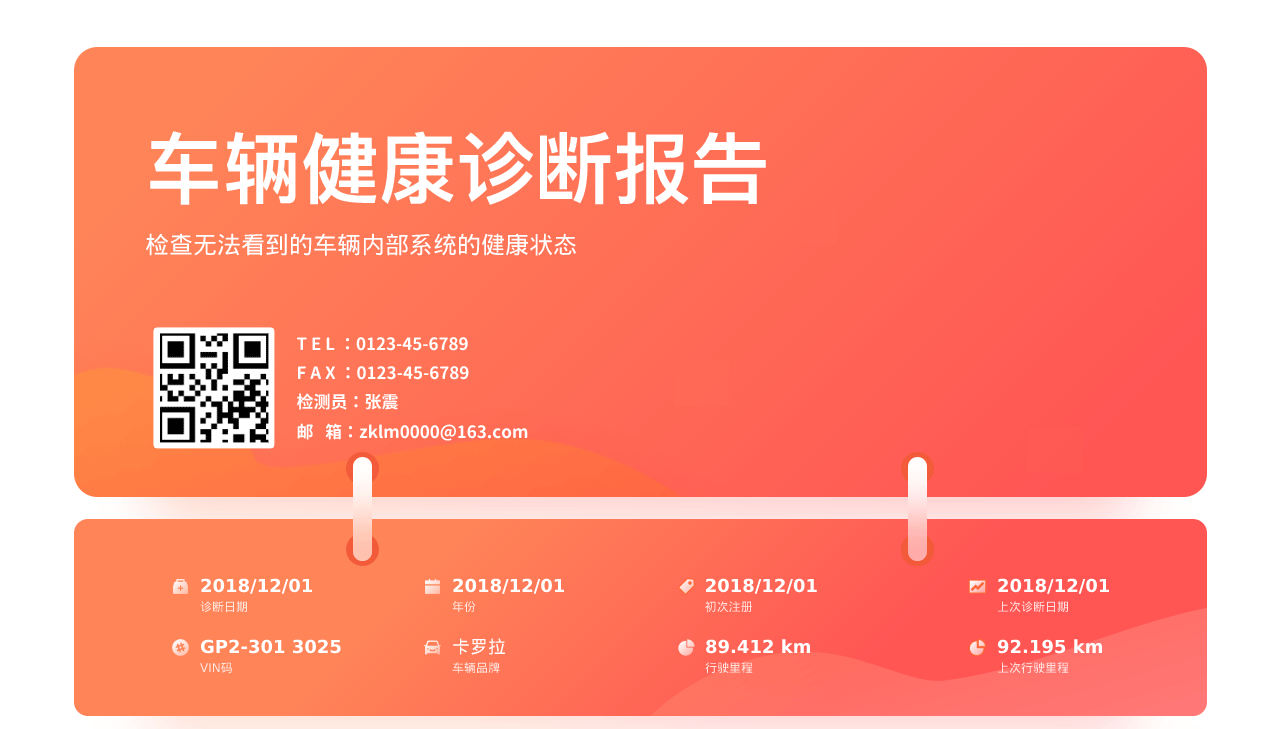 车辆健康诊断报告
检查无法看到的车辆内部系统的健康状态
TEL：0123-45-6789
FAX：0123-45-6789
检测员：张震
邮 箱：zklm0000@163.com
2018/12/01
诊断日期
2018/12/01
年份
2018/12/01
初次注册
2018/12/01
上次诊断日期
GP2-301 3025
VIN码
卡罗拉
车辆品牌
89.412 km
行驶里程
92.195 km
上次行驶里程